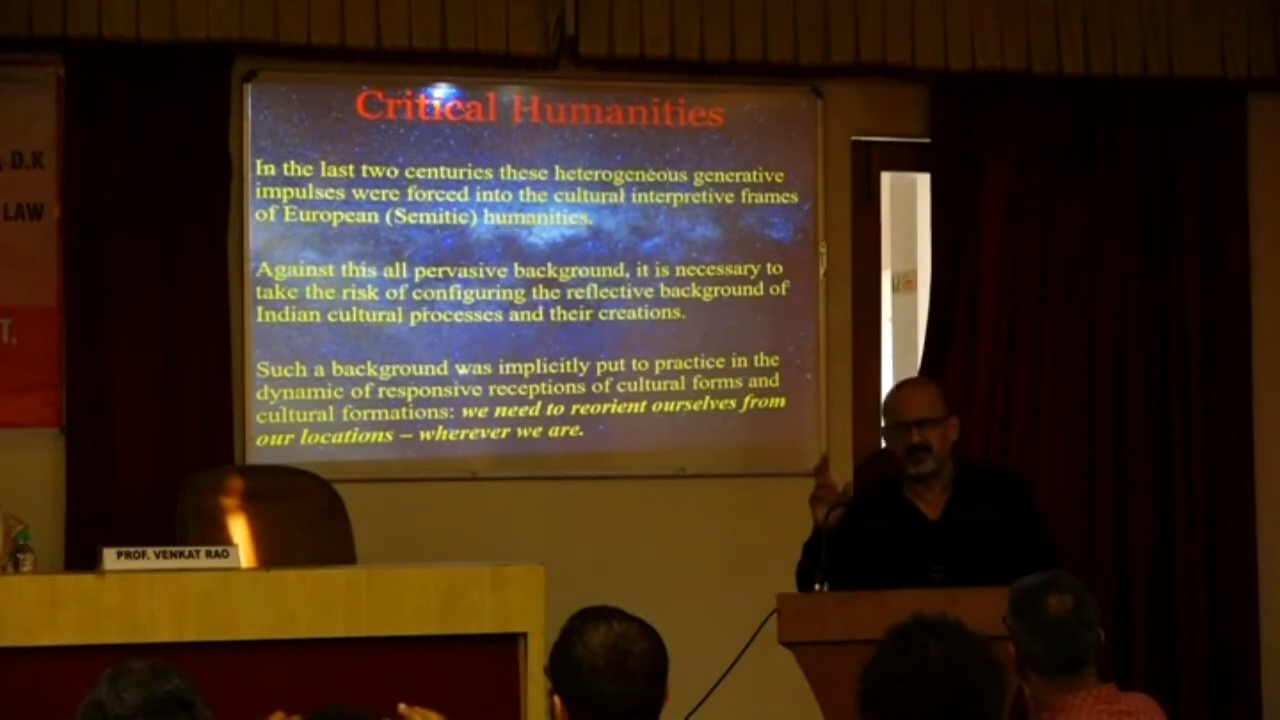 Critical Humanities
In the last two centuries these heterogeneous generative
impulses were forced into the cultural interpretive frames
of European (Semitic) humanities.
Against this all pervasive background, it is necessary to
take the risk of configuring the reflective background of
Indian cultural processes and their creations.
Such a background was implicitly put to practice in the
dynamic of responsive receptions of cultural forms and
cultural formations: we need to reorient ourselves from
our locations – wherever we are.
D.K
LAW
T,
PROF. VENKAT RAO